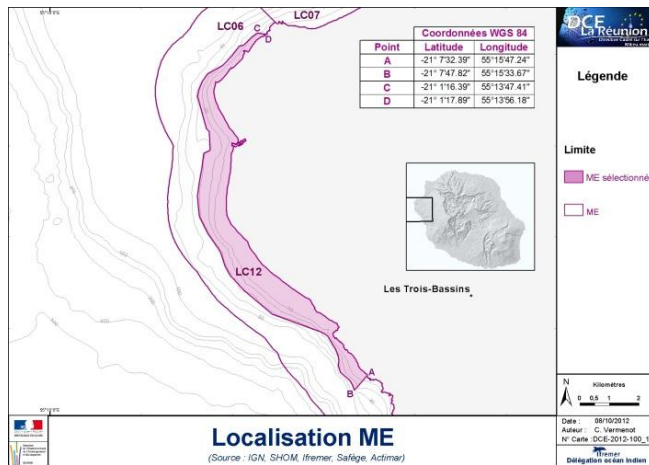 LC06
LC07
C
D
Coordonnées WGS 84
Point Latitude Longitude
A -21° 7'32.39" 55°15'47.24"
B -21° 7'47.82" 55°15'33.67"
C -21° 1'16.39" 55°13'47.41"
D -21° 1'17.89" 55°13'56.18"
DCE
La Réunion
Légende
Limite
ME sélectionné
ME
LC12
Les Trois-Bassins
A
B
N
Kilomètres
0 0,5 1 2
Localisation ME
(Source : IGN, SHOM, Ifremer, Safège, Actimar)
Date : 08/10/2012
Auteur : C. Vermenot
N° Carte : DCE-2012-100_1
Ifremer
Délégation océan Indien